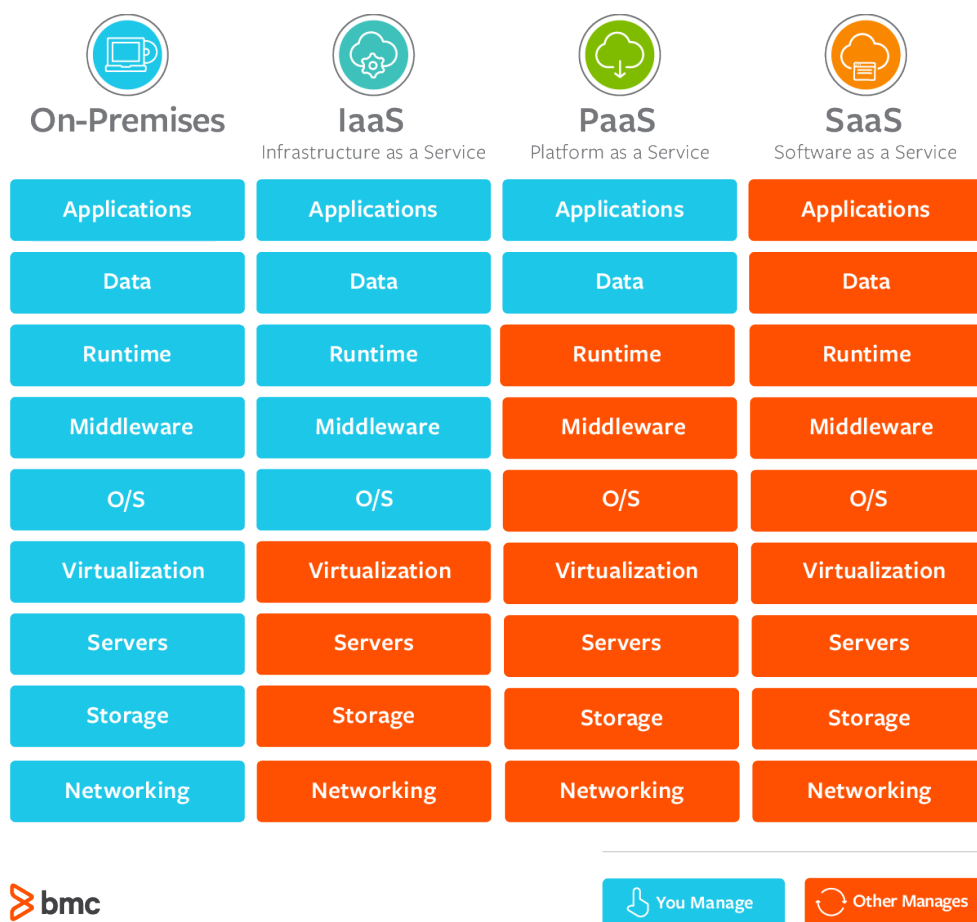 On-Premises
IaaS
Infrastructure as a Service
PaaS
Platform as a Service
SaaS
Software as a Service
Applications Applications Applications Applications
Data Data Data Data
Runtime Runtime Runtime Runtime
Middleware Middleware Middleware Middleware
O/S O/S O/S O/S
Virtualization Virtualization Virtualization Virtualization
Servers Servers Servers Servers
Storage Storage Storage Storage
Networking Networking Networking Networking
bmc
You Manage
Other Manages